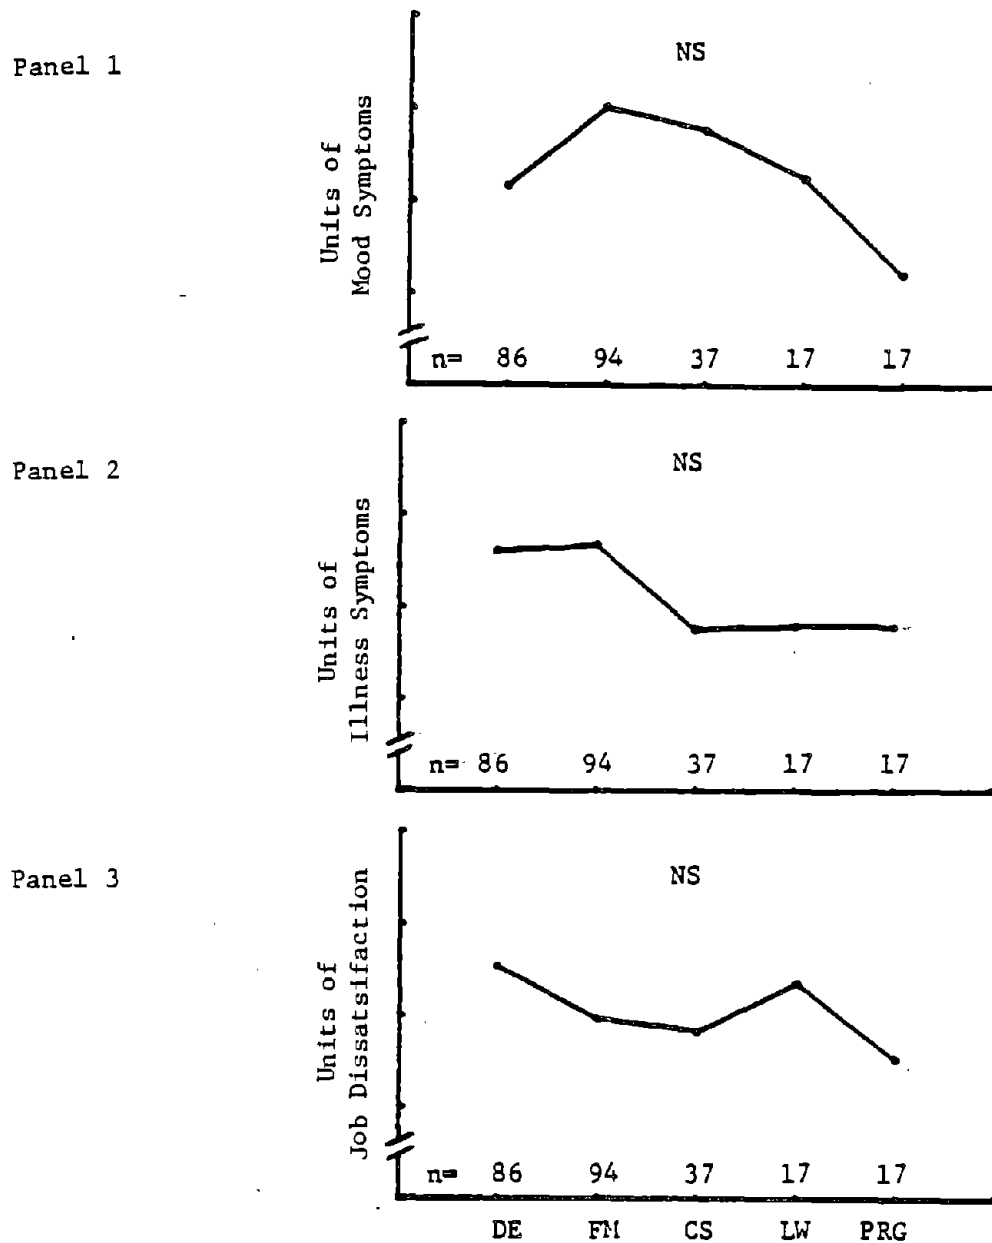 Panel 1
NS
Units of
Mood Symptoms
n= 86 94 37 17 17
Panel 2
NS
Units of
Illness Symptoms
n= 86 94 37 17 17
Panel 3
NS
Units of
Job Dissatsifaction
n= 86 94 37 17 17
DE FM CS LW PRG